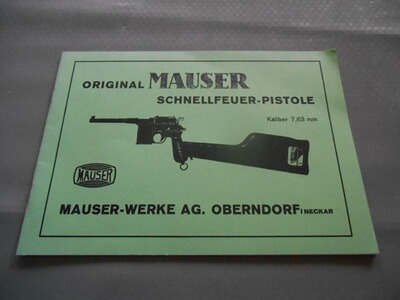 ORIGINAL MAUSER
SCHNELLFEUER-PISTOLE
Kaliber 7,63 mm
MAUSER
MAUSER-WERKE AG. OBERNDORF/NECKAR